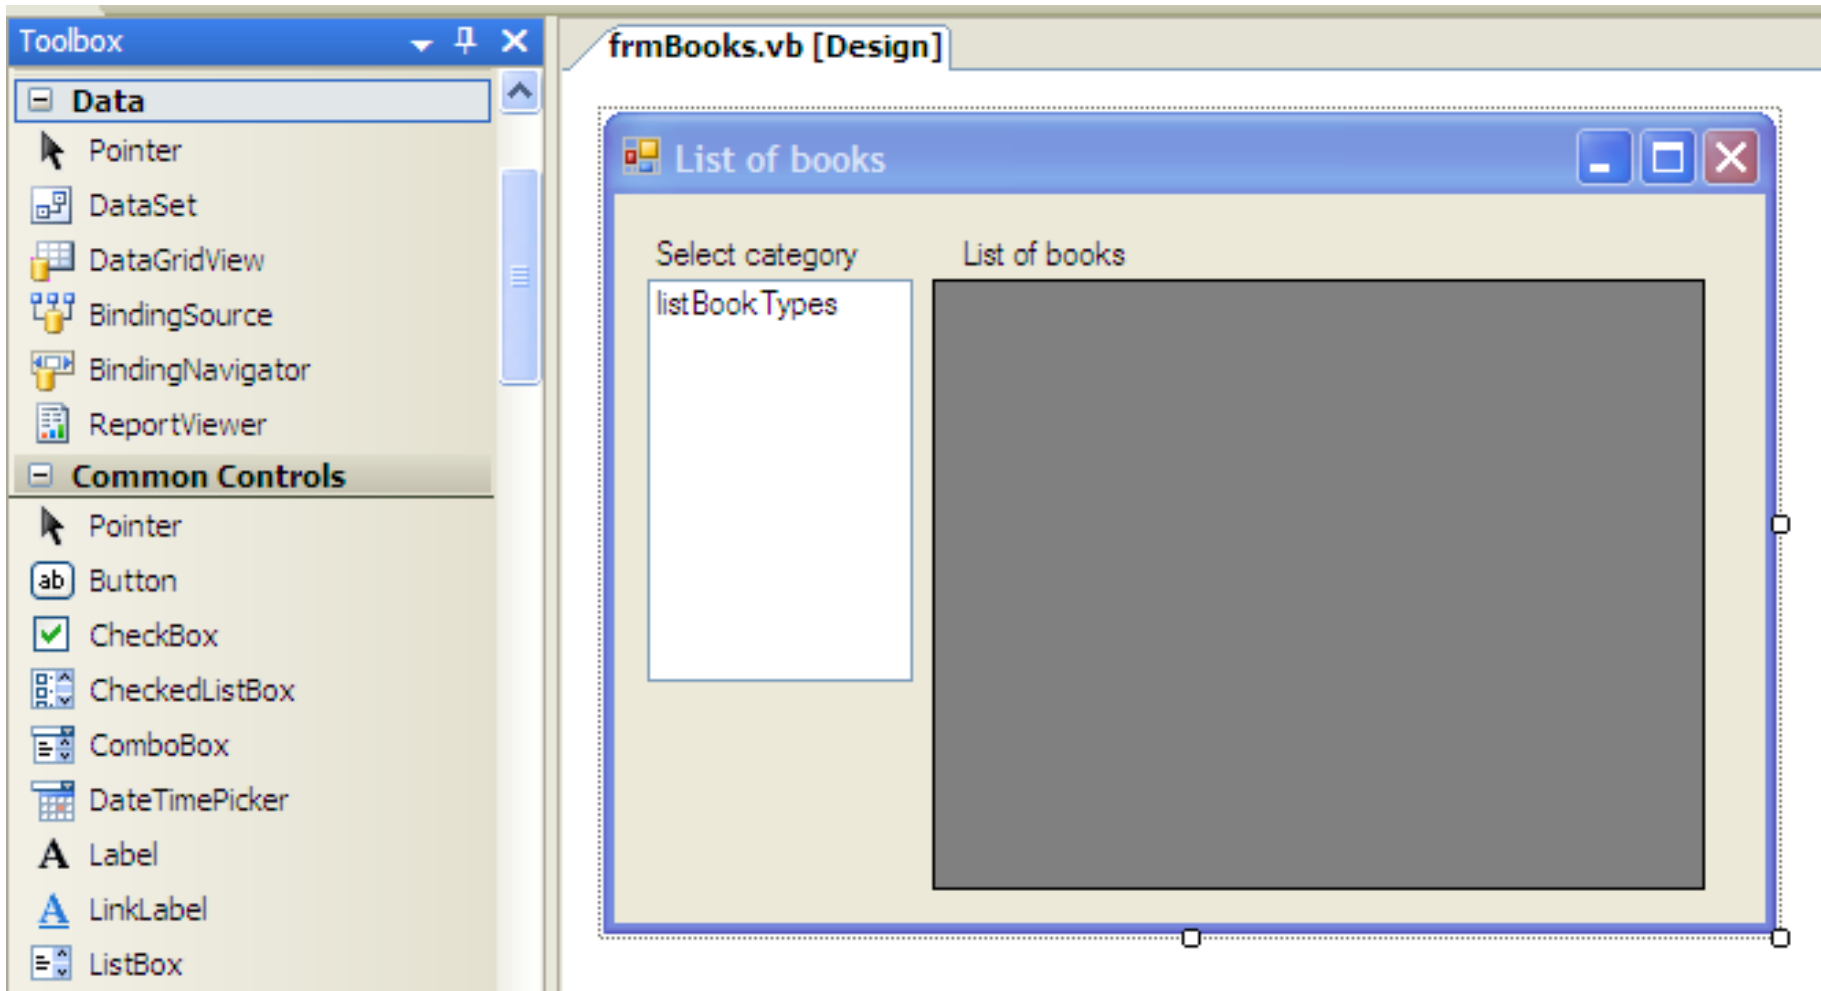 Toolbox
Data
Pointer
DataSet
DataGridView
BindingSource
BindingNavigator
ReportViewer
Common Controls
Pointer
ab Button
CheckBox
CheckedListBox
ComboBox
DateTimePicker
A Label
A LinkLabel
ListBox
frmBooks.vb [Design]
List of books
Select category
listBookTypes
List of books